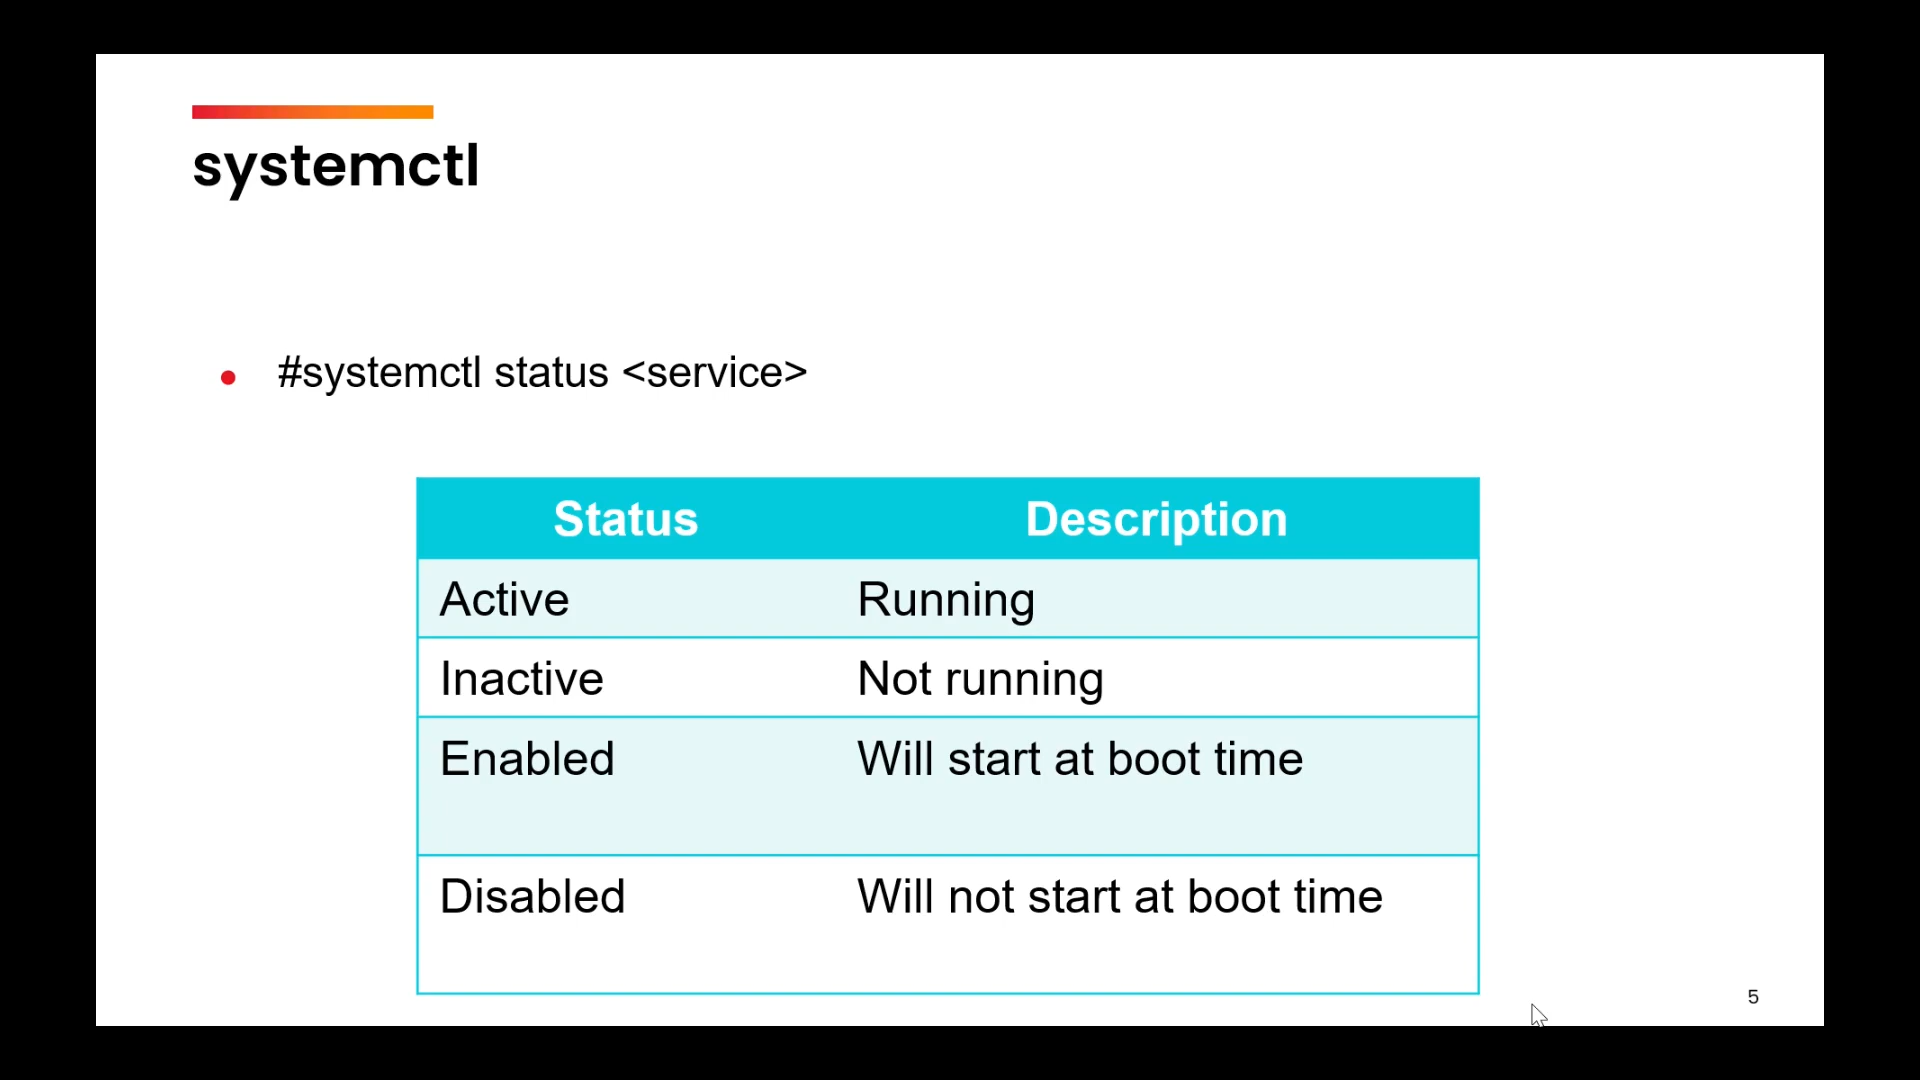 systemctl
#systemctl status <service>
Status Description
Active Running
Inactive Not running
Enabled Will start at boot time
Disabled Will not start at boot time
5